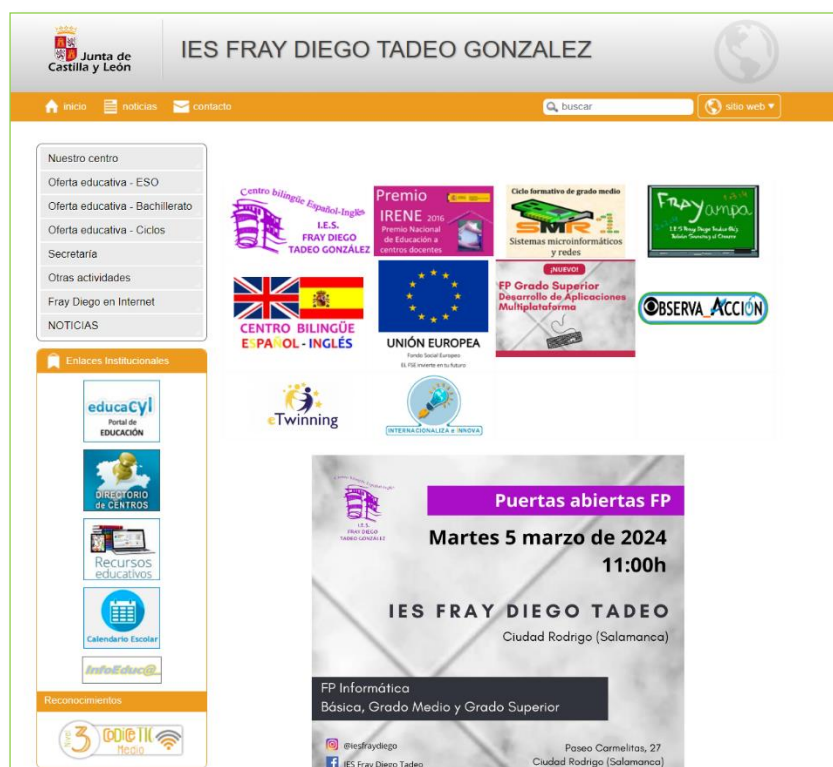 Junta de
Castilla y León
IES FRAY DIEGO TADEO GONZALEZ
inicio noticias contacto
buscar
sitio web
Nuestro centro
Oferta educativa - ESO
Oferta educativa - Bachillerato
Oferta educativa - Ciclos
Secretaría
Otras actividades
Fray Diego en Internet
NOTICIAS
Enlaces Institucionales
educacyl
Portal de
EDUCACIÓN
DIRECTORIO
de CENTROS
Recursos
educativos
Calendario Escolar
InfoEduc@
Reconocimientos
Nivel 3 CoDiCe TIC
Medio
Centro bilingüe Español-Inglés
I.E.S.
FRAY DIEGO
TADEO GONZÁLEZ
Premio
IRENE 2016
Premio Nacional
de Educación a
centros docentes
Ciclo formativo de grado medio
SMR1
Sistemas microinformáticos
y redes
FRAYampa
CENTRO BILINGÜE
ESPAÑOL - INGLÉS
UNIÓN EUROPEA
Fondo Social Europeo
EL FSE invierte en tu futuro
¡NUEVO!
FP Grado Superior
Desarrollo de Aplicaciones
Multiplataforma
OBSERVA_ACCIÓN
eTwinning
INTERNACIONALIZA e INNOVA
I.E.S.
FRAY DIEGO
TADEO GONZÁLEZ
Puertas abiertas FP
Martes 5 marzo de 2024
11:00h
IES FRAY DIEGO TADEO
Ciudad Rodrigo (Salamanca)
FP Informática
Básica, Grado Medio y Grado Superior
@iesfraydiego
IES Fray Diego Tadeo
Paseo Carmelitas, 27
Ciudad Rodrigo (Salamanca)